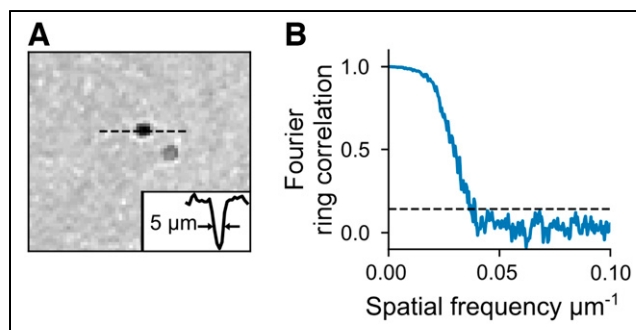 A
5 μm
B
Fourier
ring correlation
1.0
0.5
0.0
0.00
0.05
0.10
Spatial frequency μm⁻¹